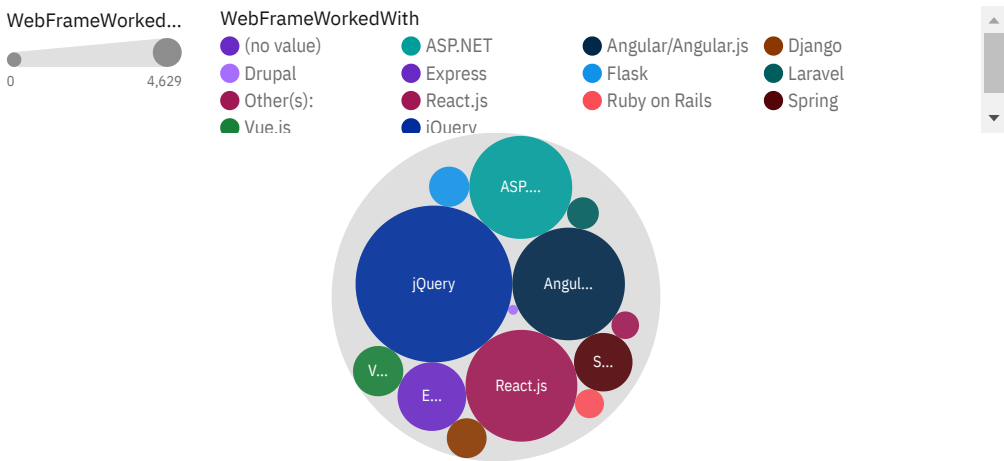 WebFrameWorked...
0 4,629
WebFrameWorkedWith
(no value) ASP.NET Angular/Angular.js Django
Drupal Express Flask Laravel
Other(s): React.js Ruby on Rails Spring
Vue.js jQuery
ASP....
jQuery
Angul...
V...
E...
React.js
S...